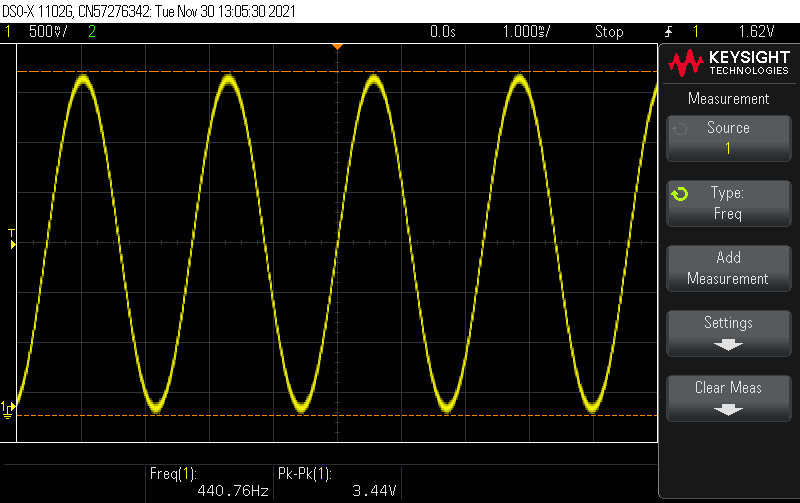 DSO-X 1102G, CN57276342: Tue Nov 30 13:05:30 2021
1 500mV/ 2 0.0s 1.000ms/ Stop 1 1.62V
KEYSIGHT
TECHNOLOGIES
Measurement
Source
1
Type:
Freq
Add
Measurement
Settings
Clear Meas
T
1
Freq(1):
440.76Hz
Pk-Pk(1):
3.44V